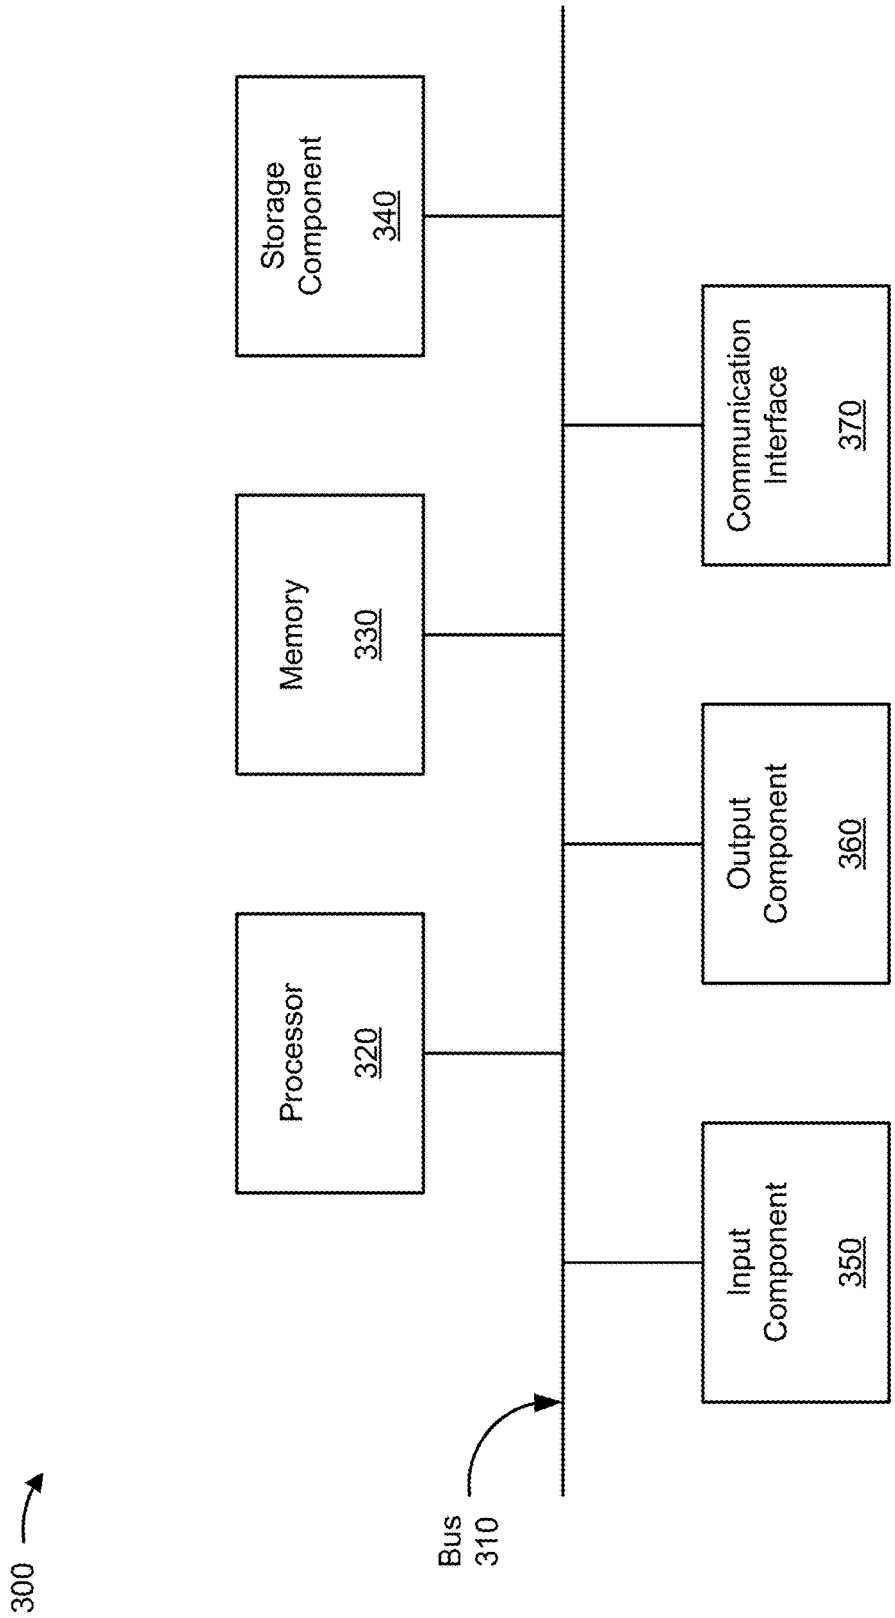 300
Bus
310
Processor
320
Memory
330
Storage
Component
340
Input
Component
350
Output
Component
360
Communication
Interface
370